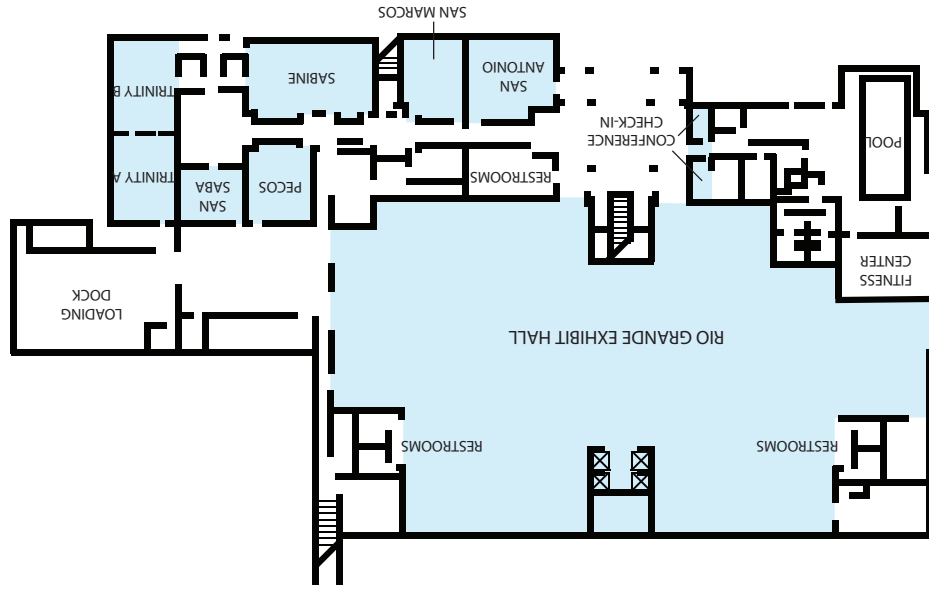 RESTROOMS
RESTROOMS
RIO GRANDE EXHIBIT HALL
LOADING
DOCK
FITNESS
CENTER
SAN
SABA
PECOS
RESTROOMS
TRINITY A
POOL
CONFERENCE
CHECK-IN
TRINITY B
SAN
ANTONIO
SABINE
SAN MARCOS